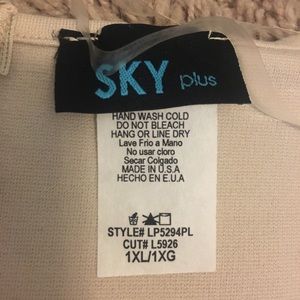 SKY plus
HAND WASH COLD
DO NOT BLEACH
HANG OR LINE DRY
Lave Frio a Mano
No usar cloro
Secar Colgado
MADE IN U.S.A
HECHO EN E.U.A
STYLE# LP5294PL
CUT# L5926
1XL/1XG